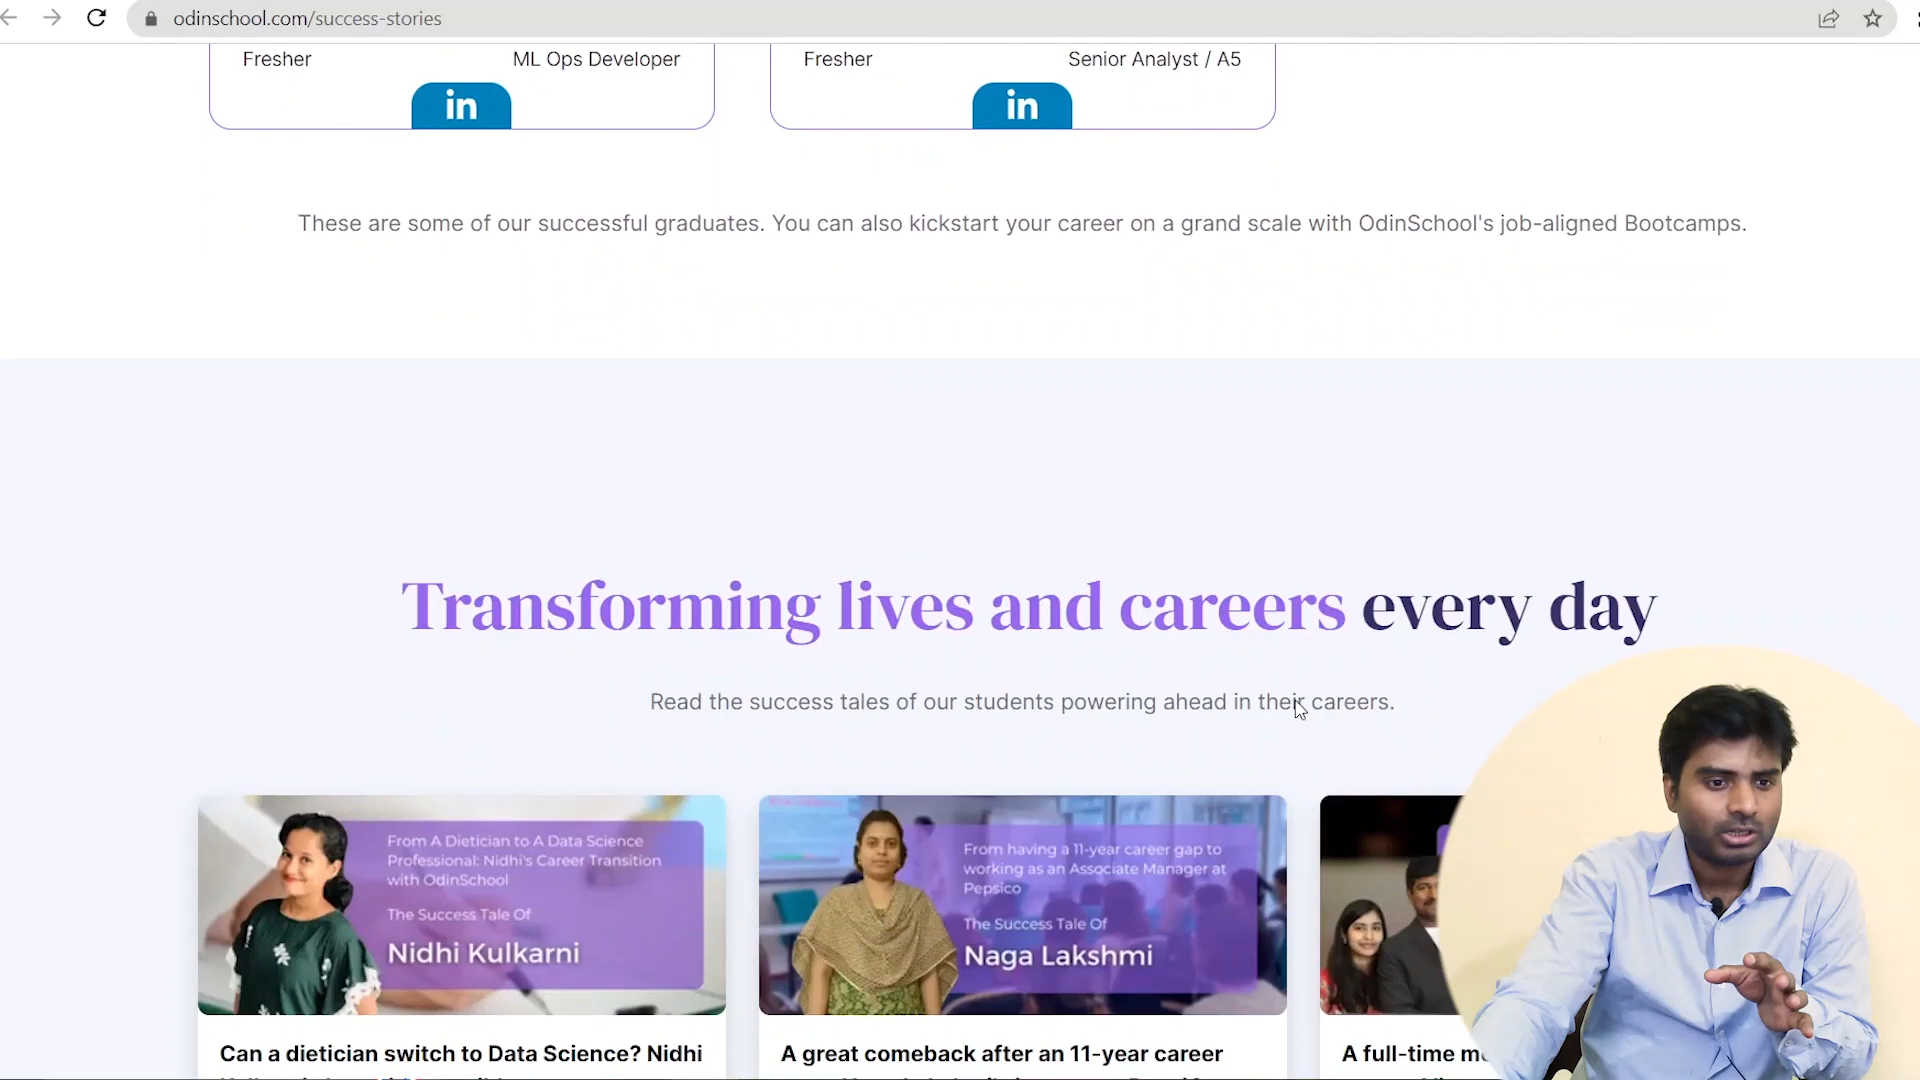 odinschool.com/success-stories
Fresher ML Ops Developer
Fresher Senior Analyst / A5
in
in
These are some of our successful graduates. You can also kickstart your career on a grand scale with OdinSchool's job-aligned Bootcamps.
Transforming lives and careers every day
Read the success tales of our students powering ahead in their careers.
From A Dietician to A Data Science
Professional: Nidhi's Career Transition
with OdinSchool
The Success Tale Of
Nidhi Kulkarni
From having a 11-year career gap to
working as an Associate Manager at
Pepsico
The Success Tale Of
Naga Lakshmi
Can a dietician switch to Data Science? Nidhi
A great comeback after an 11-year career
A full-time